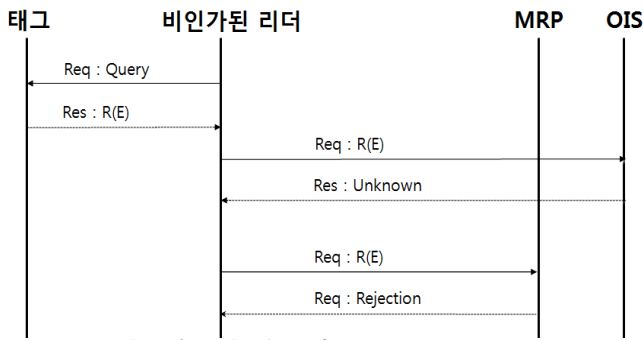 태그 비인가된 리더 MRP OIS
Req : Query
Res : R(E)
Req : R(E)
Res : Unknown
Req : R(E)
Req : Rejection